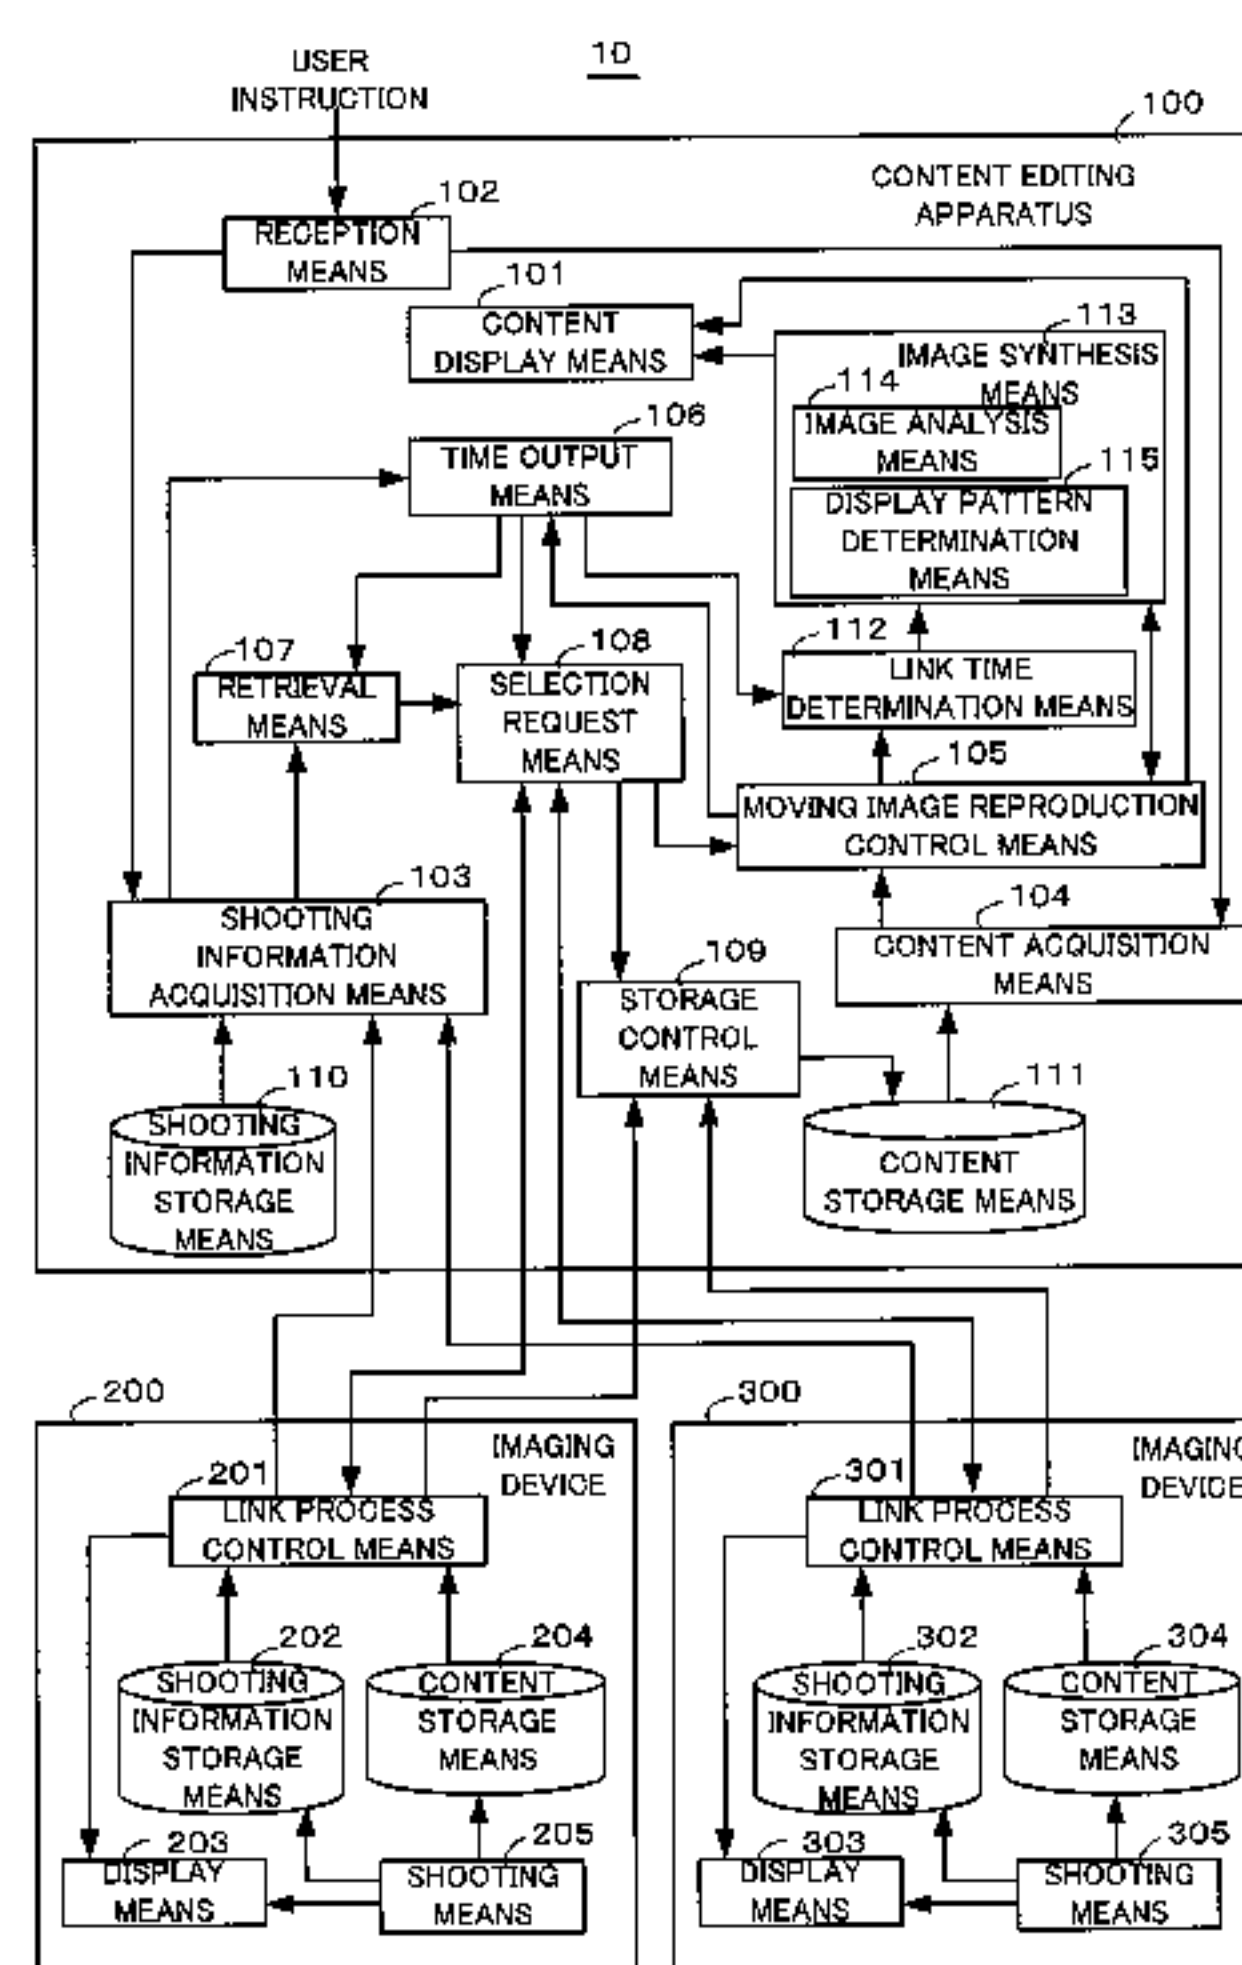 10
USER
INSTRUCTION
100
CONTENT EDITING
APPARATUS
102
RECEPTION
MEANS
101
CONTENT
DISPLAY MEANS
113
IMAGE SYNTHESIS
MEANS
114
IMAGE ANALYSIS
MEANS
115
DISPLAY PATTERN
DETERMINATION
MEANS
106
TIME OUTPUT
MEANS
107
RETRIEVAL
MEANS
108
SELECTION
REQUEST
MEANS
112
LINK TIME
DETERMINATION MEANS
105
MOVING IMAGE REPRODUCTION
CONTROL MEANS
103
SHOOTING
INFORMATION
ACQUISITION MEANS
104
CONTENT ACQUISITION
MEANS
109
STORAGE
CONTROL
MEANS
110
SHOOTING
INFORMATION
STORAGE
MEANS
111
CONTENT
STORAGE MEANS
200
IMAGING
DEVICE
201
LINK PROCESS
CONTROL MEANS
202
SHOOTING
INFORMATION
STORAGE
MEANS
204
CONTENT
STORAGE
MEANS
203
DISPLAY
MEANS
205
SHOOTING
MEANS
300
IMAGING
DEVICE
301
LINK PROCESS
CONTROL MEANS
302
SHOOTING
INFORMATION
STORAGE
MEANS
304
CONTENT
STORAGE
MEANS
303
DISPLAY
MEANS
305
SHOOTING
MEANS